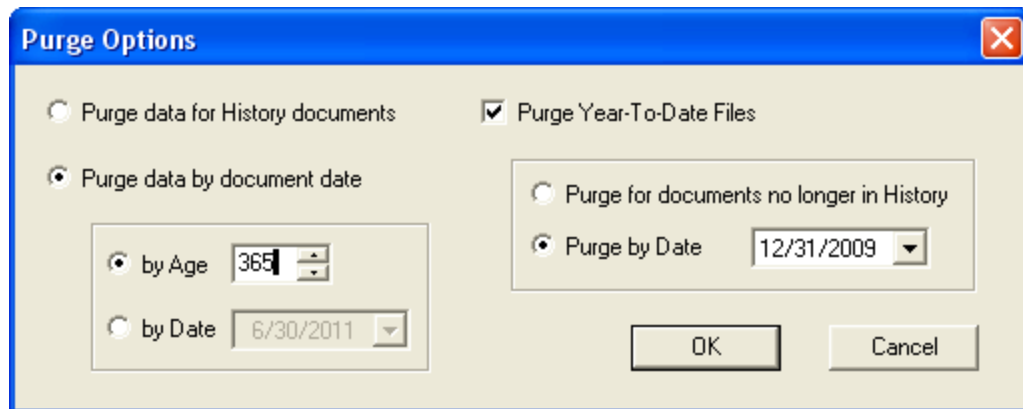 Purge Options
Purge data for History documents
Purge data by document date
by Age 365
by Date 6/30/2011
Purge Year-To-Date Files
Purge for documents no longer in History
Purge by Date 12/31/2009
OK Cancel